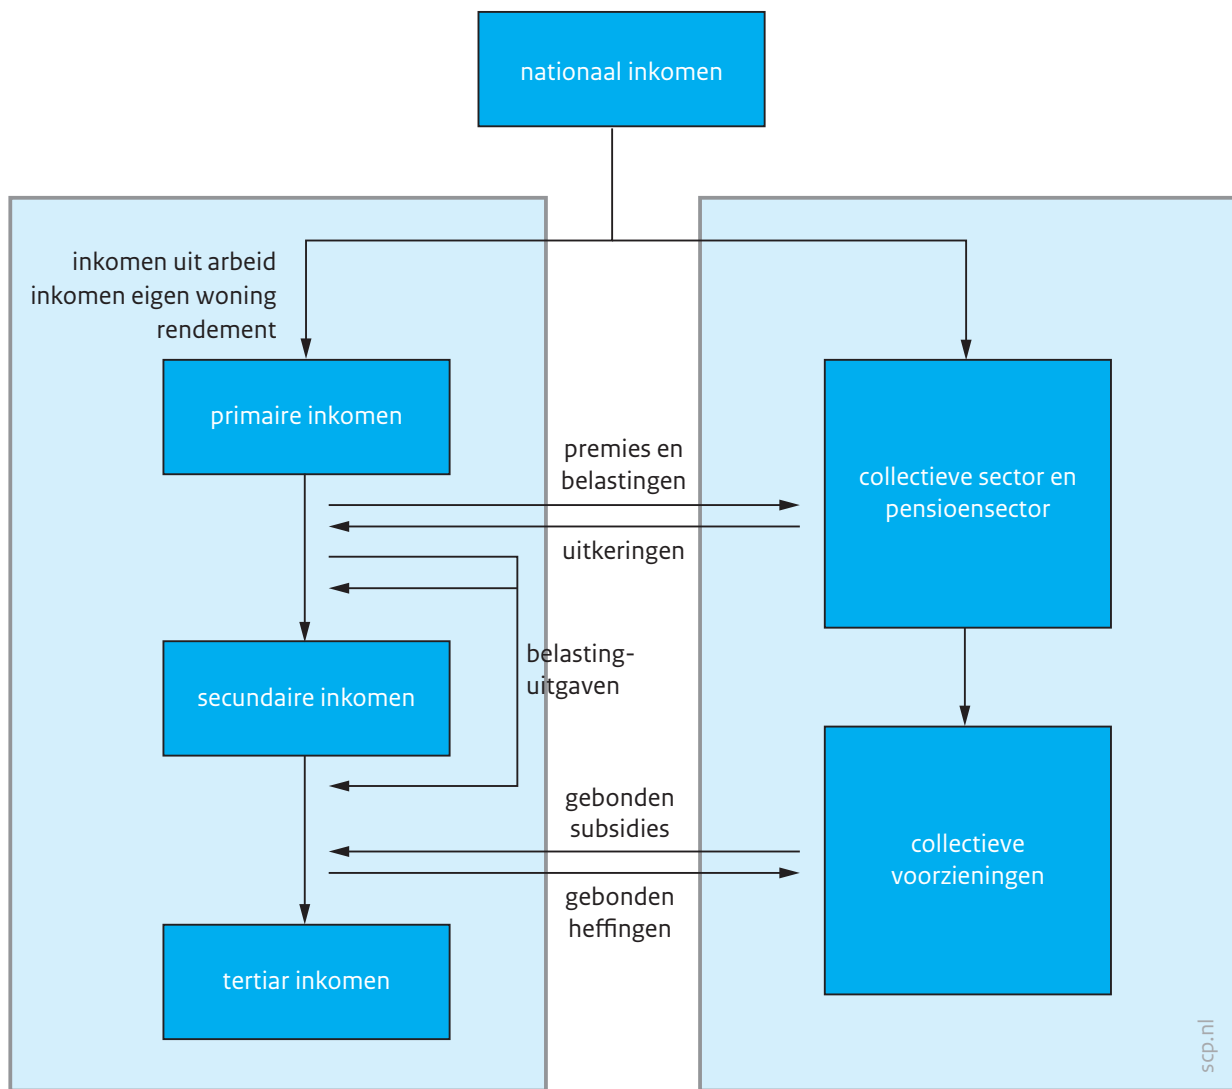 nationaal inkomen
inkomen uit arbeid
inkomen eigen woning
rendement
primaire inkomen
premies en
belastingen
collectieve sector en
pensioensector
uitkeringen
belasting-
uitgaven
secundaire inkomen
gebonden
subsidies
collectieve
voorzieningen
gebonden
heffingen
tertiar inkomen
scp.nl